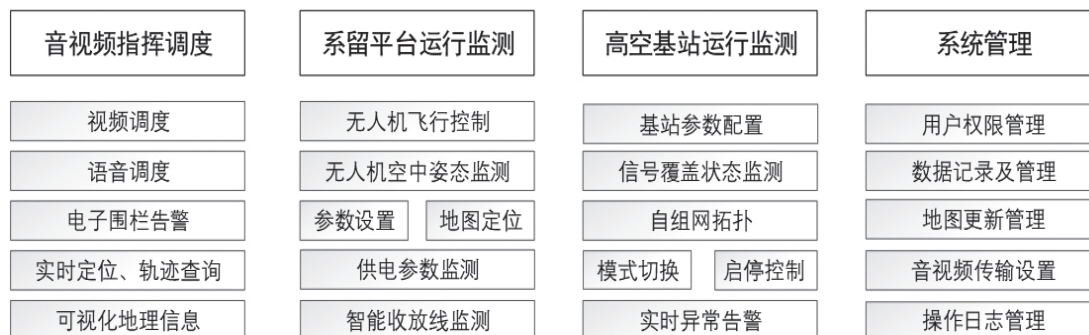 音视频指挥调度
视频调度
语音调度
电子围栏告警
实时定位、轨迹查询
可视化地理信息
系留平台运行监测
无人机飞行控制
无人机空中姿态监测
参数设置
地图定位
供电参数监测
智能收放线监测
高空基站运行监测
基站参数配置
信号覆盖状态监测
自组网拓扑
模式切换
启停控制
实时异常告警
系统管理
用户权限管理
数据记录及管理
地图更新管理
音视频传输设置
操作日志管理